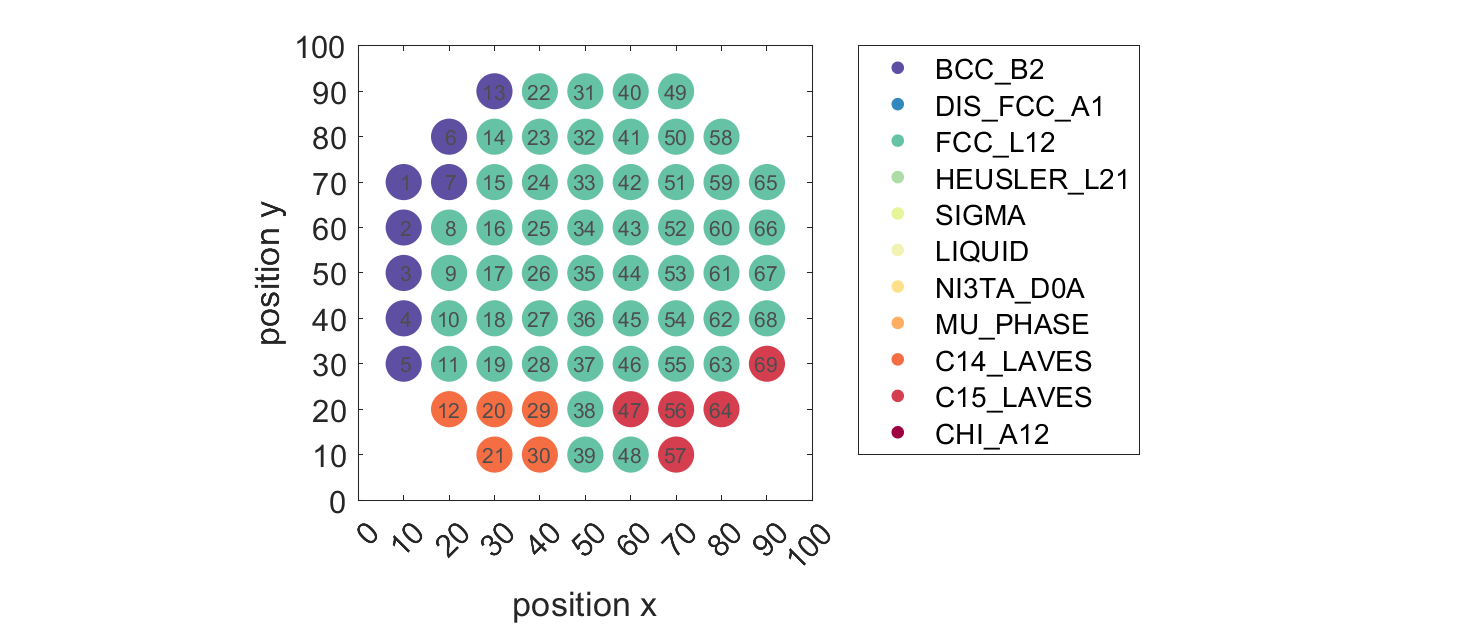 100
90 13 22 31 40 49
80 6 14 23 32 41 50 58
70 1 7 15 24 33 42 51 59 65
60 2 8 16 25 34 43 52 60 66
50 3 9 17 26 35 44 53 61 67
40 4 10 18 27 36 45 54 62 68
30 5 11 19 28 37 46 55 63 69
20 12 20 29 38 47 56 64
10 21 30 39 48 57
0
0 10 20 30 40 50 60 70 80 90 100
position x
position y
BCC_B2
DIS_FCC_A1
FCC_L12
HEUSLER_L21
SIGMA
LIQUID
NI3TA_D0A
MU_PHASE
C14_LAVES
C15_LAVES
CHI_A12